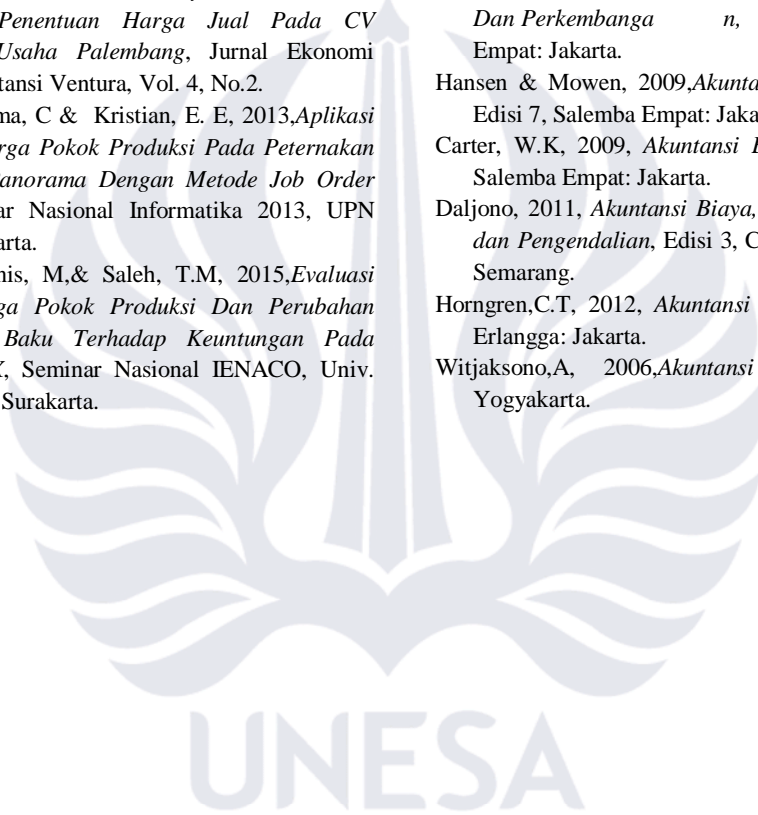 Penentuan Harga Jual Pada CV
Usaha Palembang, Jurnal Ekonomi
tansi Ventura, Vol. 4, No.2.
ma, C & Kristian, E. E, 2013,Aplikasi
rga Pokok Produksi Pada Peternakan
Panorama Dengan Metode Job Order
ar Nasional Informatika 2013, UPN
arta.
nis, M,& Saleh, T.M, 2015,Evaluasi
ga Pokok Produksi Dan Perubahan
Baku Terhadap Keuntungan Pada
, Seminar Nasional IENACO, Univ.
Surakarta.
Dan Perkembanga n,
Empat: Jakarta.
Hansen & Mowen, 2009,Akunta
Edisi 7, Salemba Empat: Jaka
Carter, W.K, 2009, Akuntansi
Salemba Empat: Jakarta.
Daljono, 2011, Akuntansi Biaya,
dan Pengendalian, Edisi 3, C
Semarang.
Horngren,C.T, 2012, Akuntansi
Erlangga: Jakarta.
Witjaksono,A, 2006,Akuntansi
Yogyakarta.
UNESA